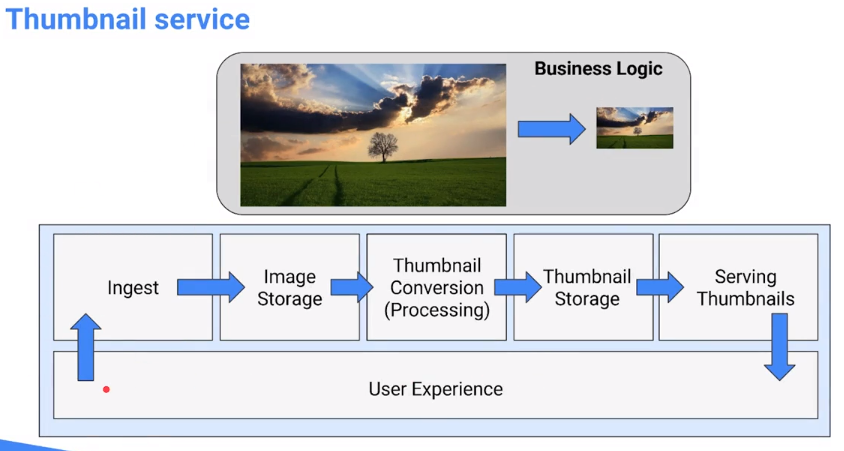 Thumbnail service
Business Logic
Ingest
Image
Storage
Thumbnail
Conversion
(Processing)
Thumbnail
Storage
Serving
Thumbnails
User Experience